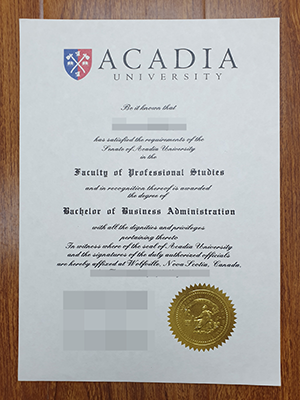 ACADIA
UNIVERSITY
Be it known that
has satisfied the requirements of the
Senate of Acadia University
in the
Faculty of Professional Studies
and in recognition thereof is awarded
the degree of
Bachelor of Business Administration
with all the dignities and privileges
pertaining thereto
In witness whereof the seal of Acadia University
and the signatures of the duly authorized officials
are hereby affixed at Wolfville, Nova Scotia, Canada.